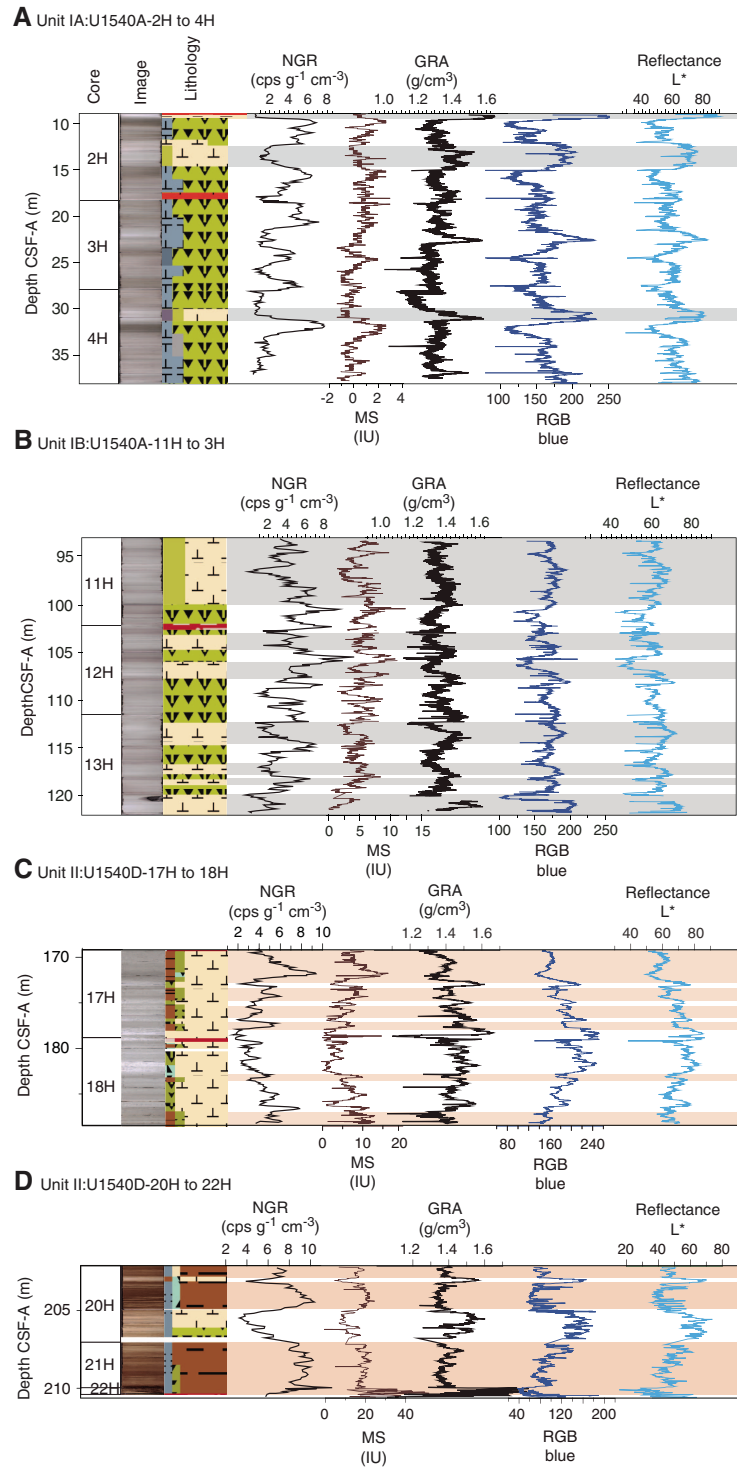 A Unit IA:U1540A-2H to 4H
Core
Image
Lithology
NGR
(cps g-1 cm-3)
2 4 6 8
1.0
GRA
(g/cm3)
1.2 1.4 1.6
Reflectance
L*
40 60 80
Depth CSF-A (m)
10
15
20
25
30
35
2H
3H
4H
-2 0 2 4
MS
(IU)
100 150 200 250
RGB
blue
B Unit IB:U1540A-11H to 3H
NGR
(cps g-1 cm-3)
2 4 6 8
1.0
GRA
(g/cm3)
1.2 1.4 1.6
Reflectance
L*
40 60 80
DepthCSF-A (m)
95
100
105
110
115
120
11H
12H
13H
0 5 10 15
MS
(IU)
100 150 200 250
RGB
blue
C Unit II:U1540D-17H to 18H
NGR
(cps g-1 cm-3)
2 4 6 8 10
GRA
(g/cm3)
1.2 1.4 1.6
Reflectance
L*
40 60 80
Depth CSF-A (m)
170
180
17H
18H
0 10 20
MS
(IU)
80 160 240
RGB
blue
D Unit II:U1540D-20H to 22H
NGR
(cps g-1 cm-3)
2 4 6 8 10
GRA
(g/cm3)
1.2 1.4 1.6
Reflectance
L*
20 40 60 80
Depth CSF-A (m)
205
210
20H
21H
22H
0 20 40
MS
(IU)
40 120 200
RGB
blue